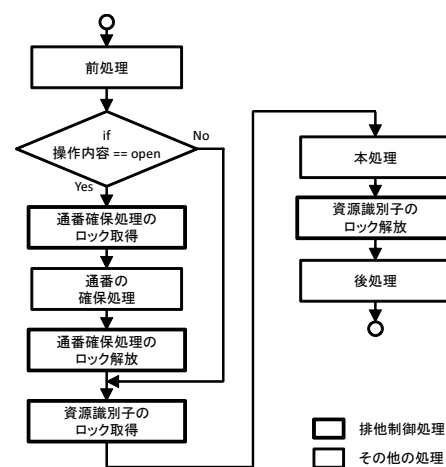 前処理
if
操作内容 == open
No
Yes
通番確保処理の
ロック取得
通番の
確保処理
通番確保処理の
ロック解放
資源識別子の
ロック取得
本処理
資源識別子の
ロック解放
後処理
排他制御処理
その他の処理